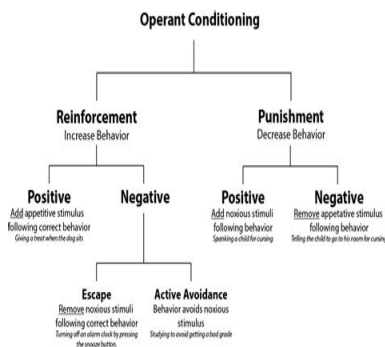 Operant Conditioning
Reinforcement
Increase Behavior
Punishment
Decrease Behavior
Positive
Add appetitive stimulus
following correct behavior
Giving a treat when the dog sits
Negative
Positive
Add noxious stimuli
following behavior
Spanking a child for cursing
Negative
Remove appetative stimulus
following behavior
Telling the child to go to his room for cursing
Escape
Remove noxious stimuli
following correct behavior
Turning off an alarm clock by pressing
the snooze button.
Active Avoidance
Behavior avoids noxious
stimulus
Studying to avoid getting a bad grade